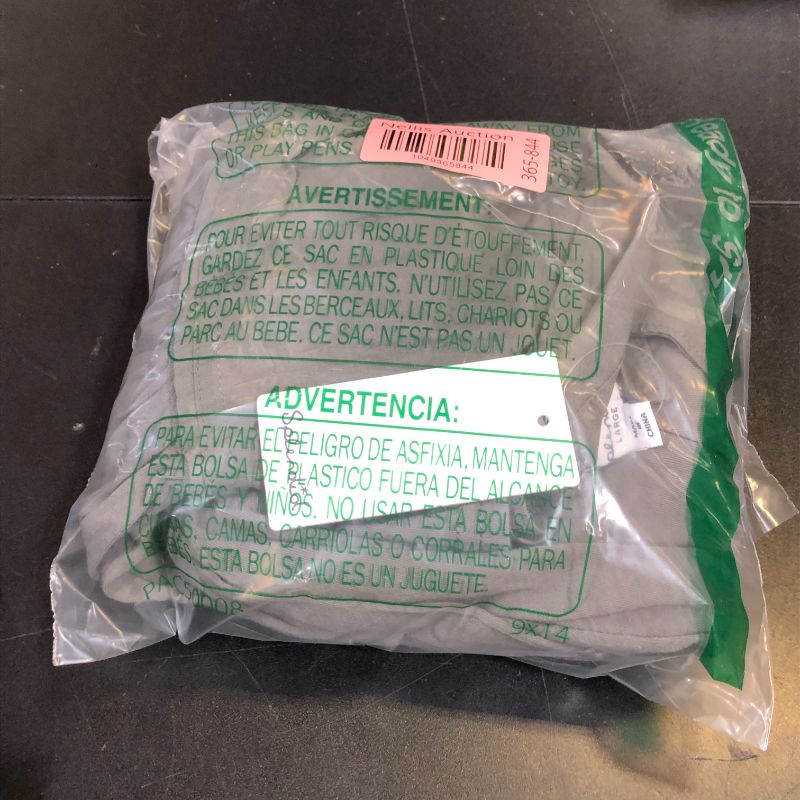 KEEP
THIS BAG IN
OR PLAY PENS
AWAY FROM
Nellis Auction
1049365844
365-844
AVERTISSEMENT:
POUR ÉVITER TOUT RISQUE D'ÉTOUFFEMENT,
GARDEZ CE SAC EN PLASTIQUE LOIN DES
BÉBÉS ET LES ENFANTS. N'UTILISEZ PAS CE
SAC DANS LES BERCEAUX, LITS, CHARIOTS OU
PARC AU BEBE. CE SAC N'EST PAS UN JOUET.
ADVERTENCIA:
PARA EVITAR EL PELIGRO DE ASFIXIA, MANTENGA
ESTA BOLSA DE PLASTICO FUERA DEL ALCANCE
DE BEBÉS Y NIÑOS. NO USAR ESTA BOLSA EN
CUNAS, CAMAS, CARRIOLAS O CORRALES PARA
BEBÉS, ESTA BOLSA NO ES UN JUGUETE.
9x14
LARGE
CHINA